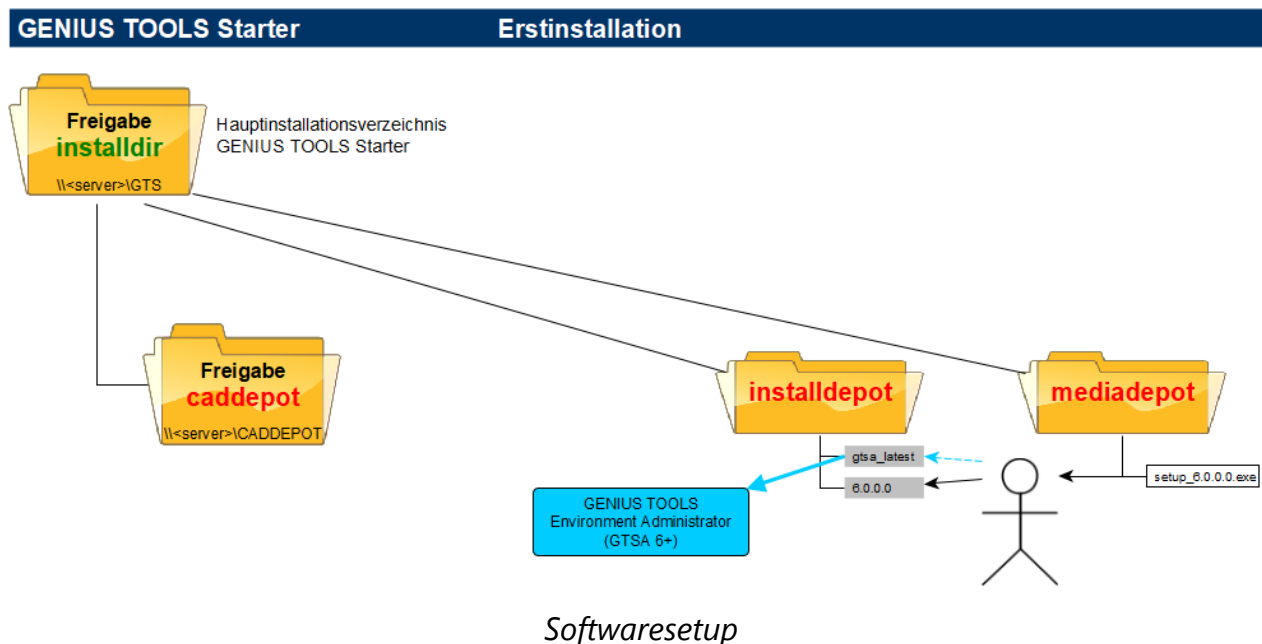 GENIUS TOOLS Starter Erstinstallation
Freigabe
installdir
\\<server>\GTS
Hauptinstallationsverzeichnis
GENIUS TOOLS Starter
Freigabe
caddepot
\\<server>\CADDEPOT
installdepot
mediadepot
gtsa_latest
6.0.0.0
setup_6.0.0.0.exe
GENIUS TOOLS
Environment Administrator
(GTSA 6+)
Softwaresetup